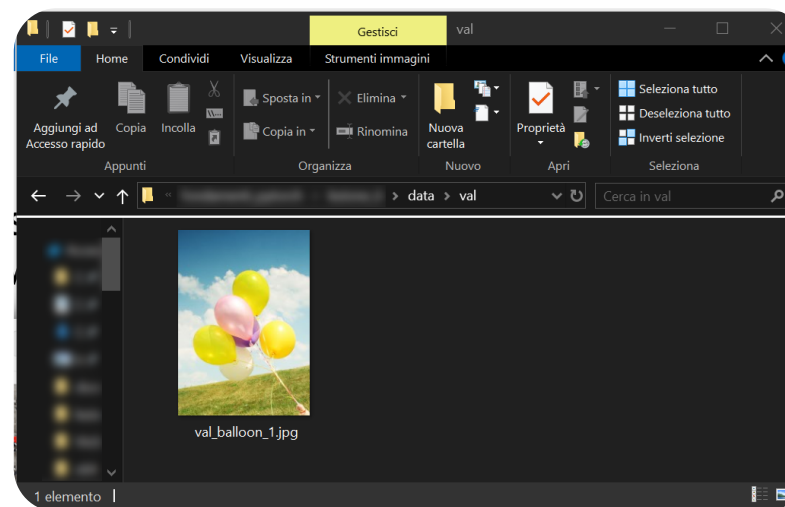 Gestisci
val
File
Home
Condividi
Visualizza
Strumenti immagini
Aggiungi ad
Accesso rapido
Copia
Incolla
Sposta in
Copia in
Elimina
Rinomina
Nuova
cartella
Proprietà
Seleziona tutto
Deseleziona tutto
Inverti selezione
Appunti
Organizza
Nuovo
Apri
Seleziona
« > data > val
Cerca in val
val_balloon_1.jpg
1 elemento